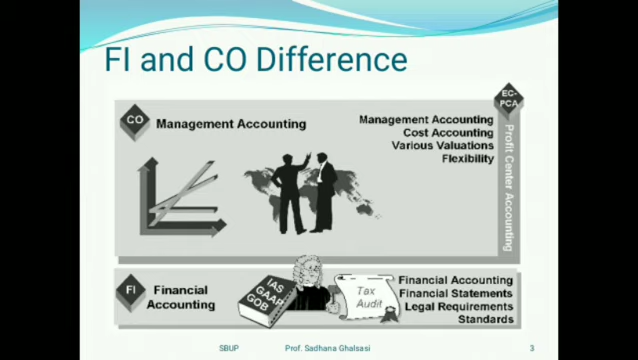 FI and CO Difference
CO
Management Accounting
Management Accounting
Cost Accounting
Various Valuations
Flexibility
EC-
PCA
Profit Center Accounting
FI
Financial
Accounting
IAS
GAAP
GOB
Tax
Audit
Financial Accounting
Financial Statements
Legal Requirements
Standards
SBUP
Prof. Sadhana Ghalsasi
3